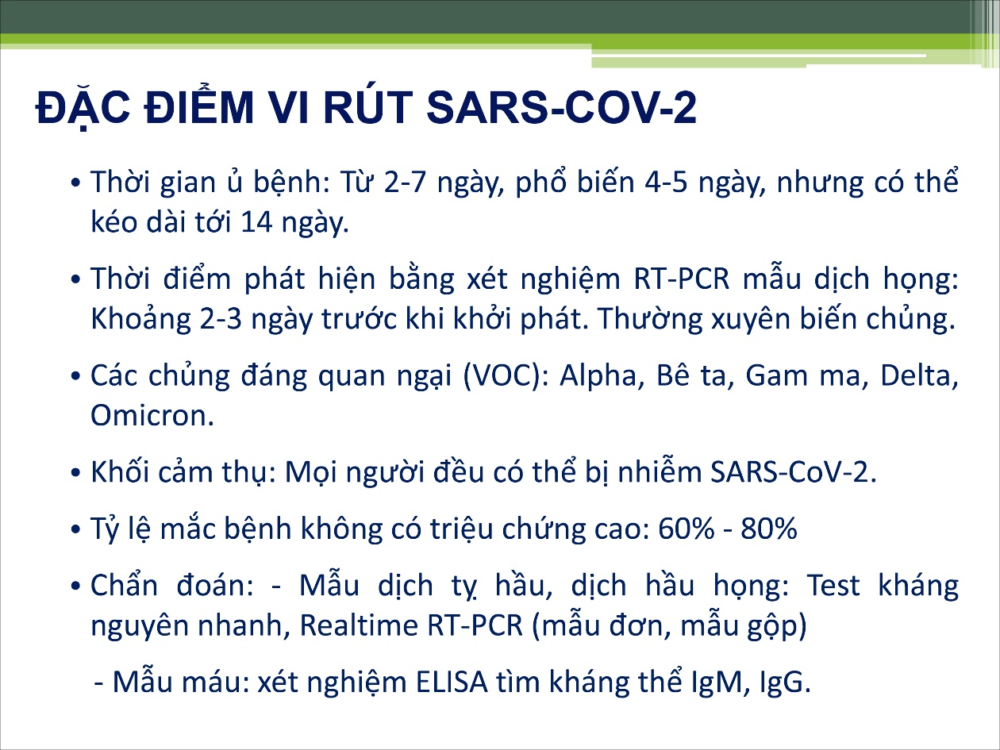 ĐẶC ĐIỂM VI RÚT SARS-COV-2
• Thời gian ủ bệnh: Từ 2-7 ngày, phổ biến 4-5 ngày, nhưng có thể
kéo dài tới 14 ngày.
• Thời điểm phát hiện bằng xét nghiệm RT-PCR mẫu dịch họng:
Khoảng 2-3 ngày trước khi khởi phát. Thường xuyên biến chủng.
• Các chủng đáng quan ngại (VOC): Alpha, Bê ta, Gam ma, Delta,
Omicron.
• Khối cảm thụ: Mọi người đều có thể bị nhiễm SARS-CoV-2.
• Tỷ lệ mắc bệnh không có triệu chứng cao: 60% - 80%
• Chẩn đoán: - Mẫu dịch tỵ hầu, dịch hầu họng: Test kháng
nguyên nhanh, Realtime RT-PCR (mẫu đơn, mẫu gộp)
- Mẫu máu: xét nghiệm ELISA tìm kháng thể IgM, IgG.